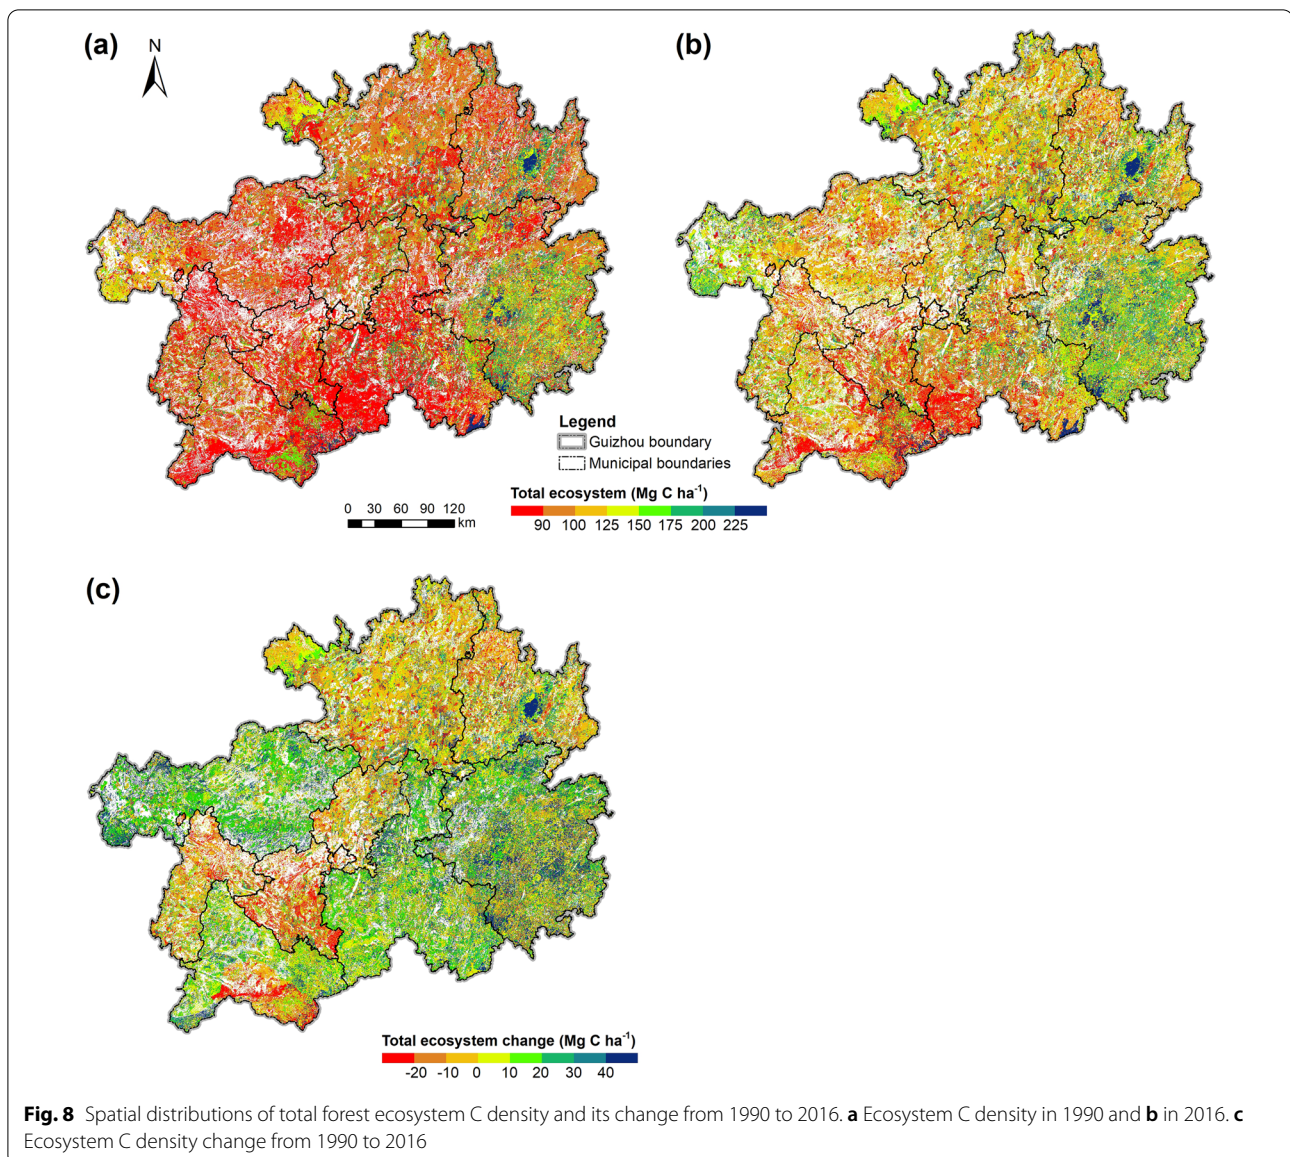 (a)
N
(b)
Legend
Guizhou boundary
Municipal boundaries
Total ecosystem (Mg C ha⁻¹)
90 100 125 150 175 200 225
0 30 60 90 120
km
(c)
Total ecosystem change (Mg C ha⁻¹)
-20 -10 0 10 20 30 40
Fig. 8 Spatial distributions of total forest ecosystem C density and its change from 1990 to 2016. a Ecosystem C density in 1990 and b in 2016. c
Ecosystem C density change from 1990 to 2016